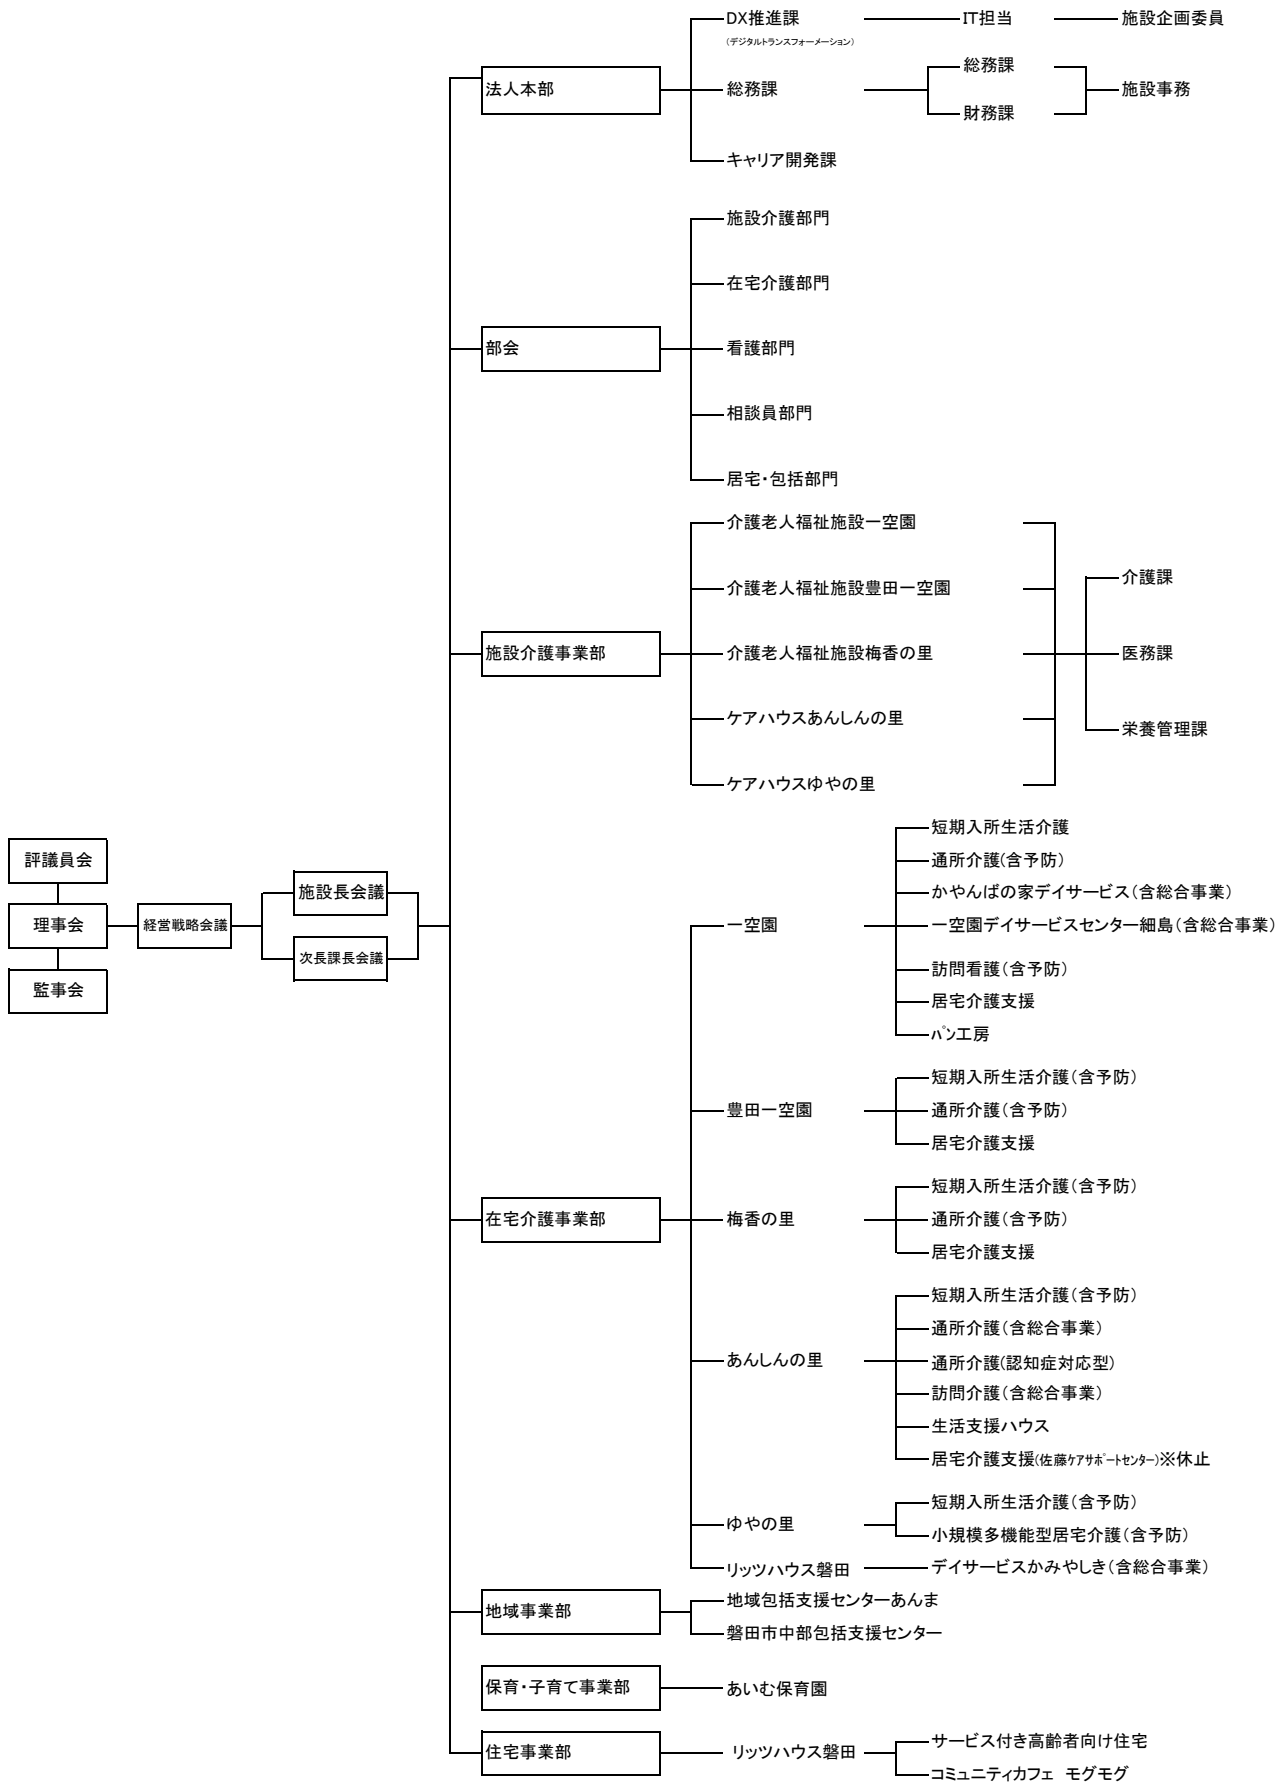 DX推進課
IT担当
施設企画委員
(デジタルトランスフォーメーション)
法人本部
総務課
総務課
財務課
施設事務
キャリア開発課
部会
施設介護部門
在宅介護部門
看護部門
相談員部門
居宅・包括部門
施設介護事業部
介護老人福祉施設一空園
介護老人福祉施設豊田一空園
介護老人福祉施設梅香の里
ケアハウスあんしんの里
ケアハウスゆやの里
介護課
医務課
栄養管理課
評議員会
理事会
監事会
経営戦略会議
施設長会議
次長課長会議
在宅介護事業部
一空園
短期入所生活介護
通所介護(含予防)
かやんばの家デイサービス(含総合事業)
一空園デイサービスセンター細島(含総合事業)
訪問看護(含予防)
居宅介護支援
パン工房
豊田一空園
短期入所生活介護(含予防)
通所介護(含予防)
居宅介護支援
梅香の里
短期入所生活介護(含予防)
通所介護(含予防)
居宅介護支援
あんしんの里
短期入所生活介護(含予防)
通所介護(含総合事業)
通所介護(認知症対応型)
訪問介護(含総合事業)
生活支援ハウス
居宅介護支援(佐藤ケアサポートセンター)※休止
ゆやの里
短期入所生活介護(含予防)
小規模多機能型居宅介護(含予防)
リッツハウス磐田
デイサービスかみやしき(含総合事業)
地域事業部
地域包括支援センターあんま
磐田市中部包括支援センター
保育・子育て事業部
あいむ保育園
住宅事業部
リッツハウス磐田
サービス付き高齢者向け住宅
コミュニティカフェ モグモグ